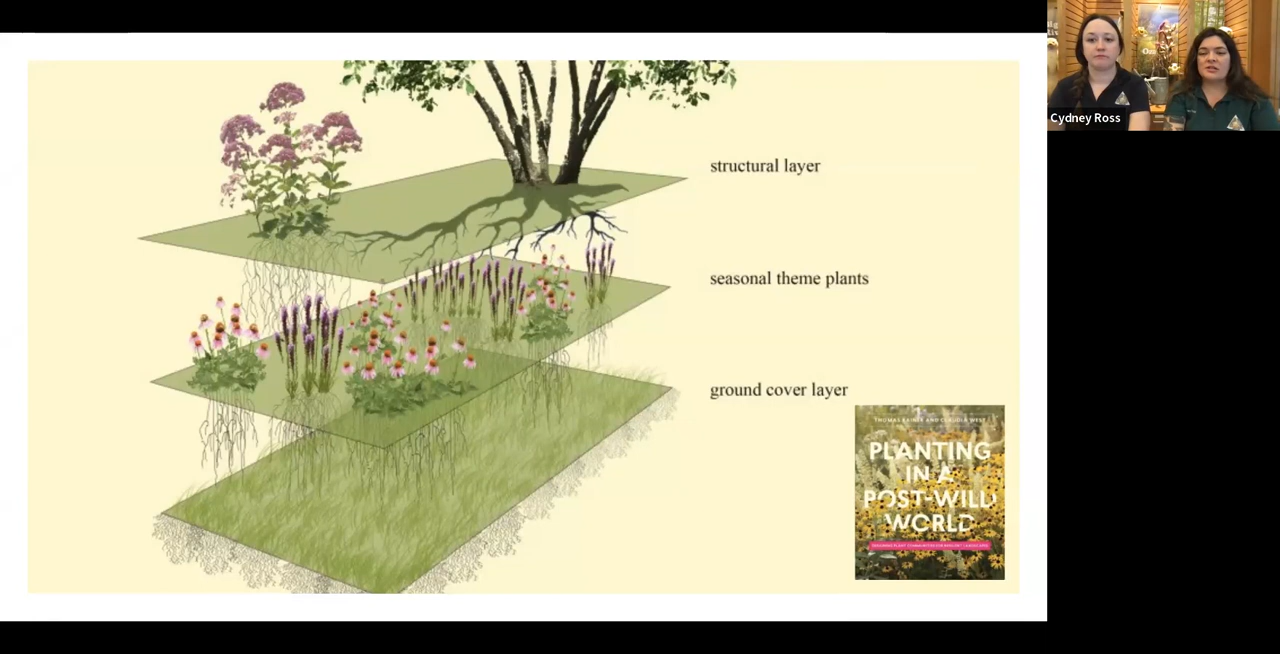 structural layer
seasonal theme plants
ground cover layer
THOMAS RAINER AND CLAUDIA WEST
PLANTING
IN A
POST-WILD
WORLD
Cydney Ross